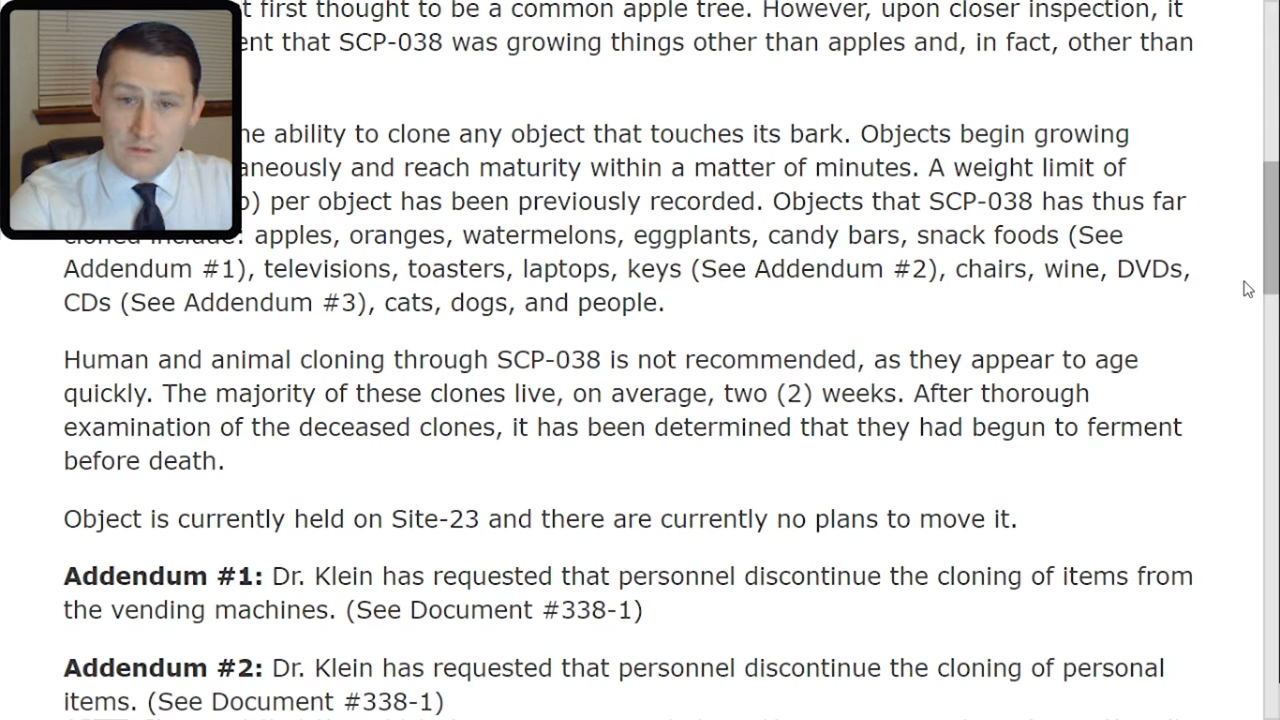 t first thought to be a common apple tree. However, upon closer inspection, it
ent that SCP-038 was growing things other than apples and, in fact, other than
he ability to clone any object that touches its bark. Objects begin growing
aneously and reach maturity within a matter of minutes. A weight limit of
) per object has been previously recorded. Objects that SCP-038 has thus far
cloned include: apples, oranges, watermelons, eggplants, candy bars, snack foods (See
Addendum #1), televisions, toasters, laptops, keys (See Addendum #2), chairs, wine, DVDs,
CDs (See Addendum #3), cats, dogs, and people.
Human and animal cloning through SCP-038 is not recommended, as they appear to age
quickly. The majority of these clones live, on average, two (2) weeks. After thorough
examination of the deceased clones, it has been determined that they had begun to ferment
before death.
Object is currently held on Site-23 and there are currently no plans to move it.
Addendum #1: Dr. Klein has requested that personnel discontinue the cloning of items from
the vending machines. (See Document #338-1)
Addendum #2: Dr. Klein has requested that personnel discontinue the cloning of personal
items. (See Document #338-1)